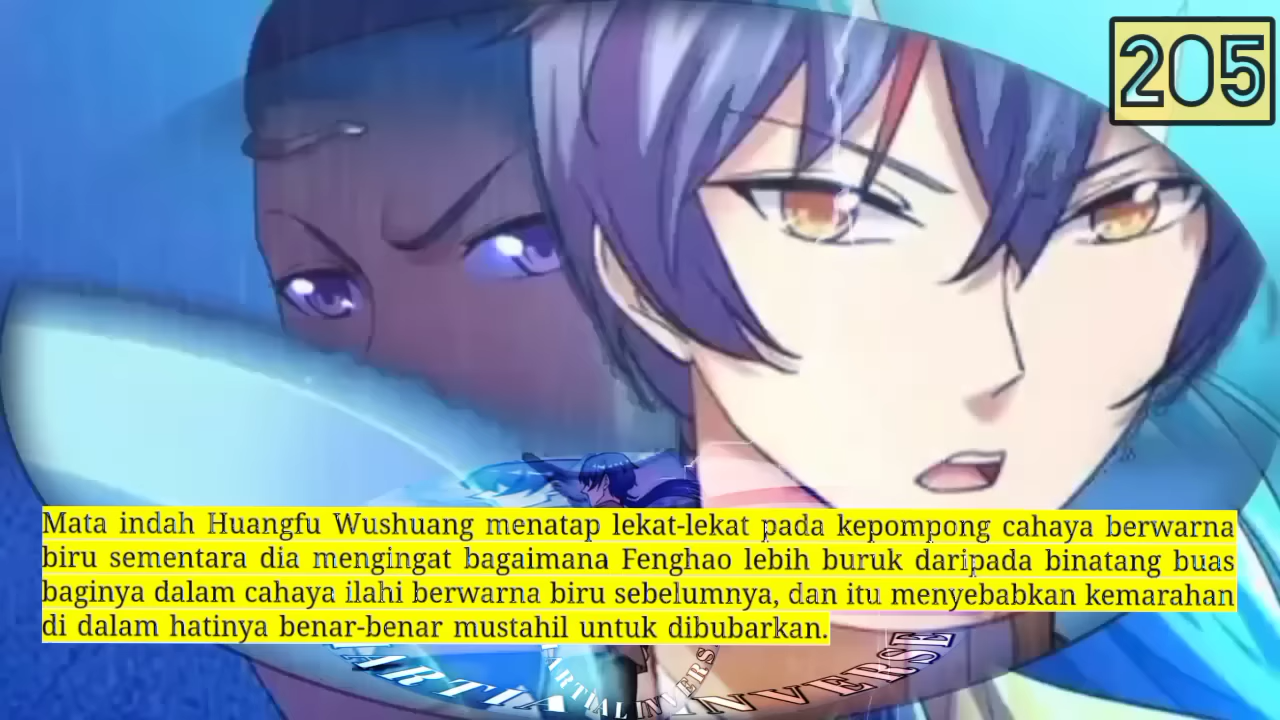 205
Mata indah Huangfu Wushuang menatap lekat-lekat pada kepompong cahaya berwarna
biru sementara dia mengingat bagaimana Fenghao lebih buruk daripada binatang buas
baginya dalam cahaya ilahi berwarna biru sebelumnya, dan itu menyebabkan kemarahan
di dalam hatinya benar-benar mustahil untuk dibubarkan.